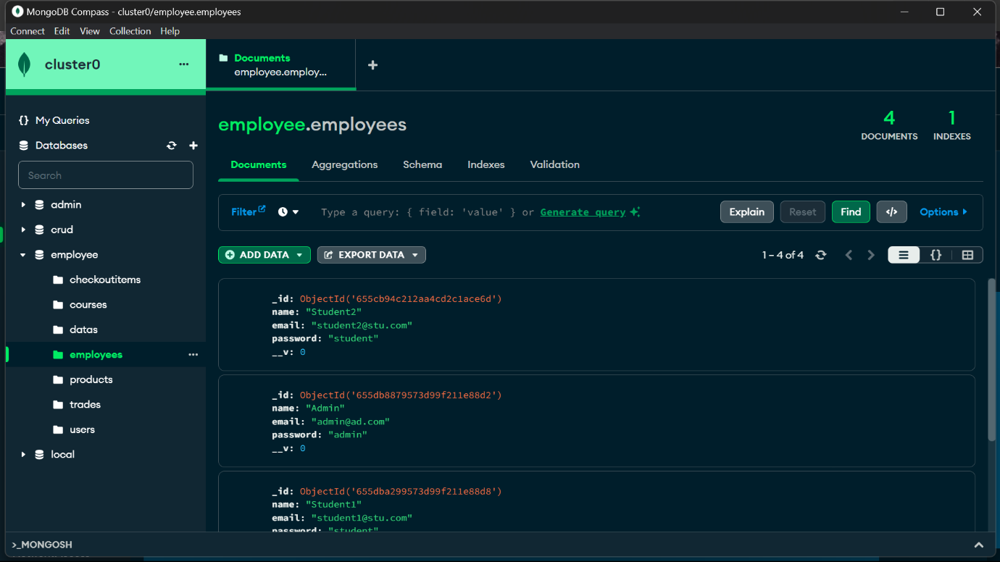 MongoDB Compass - cluster0/employee.employees
Connect Edit View Collection Help
cluster0
My Queries
Databases
Search
admin
crud
employee
checkoutitems
courses
datas
employees
products
trades
users
local
Documents
employee.employ...
employee.employees
4
DOCUMENTS
1
INDEXES
Documents Aggregations Schema Indexes Validation
Filter Type a query: { field: 'value' } or Generate query Explain Reset Find </> Options
ADD DATA EXPORT DATA 1 – 4 of 4 {}
_id: ObjectId('655cb94c212aa4cd2c1ace6d')
name: "Student2"
email: "student2@stu.com"
password: "student"
__v: 0
_id: ObjectId('655db8879573d99f211e88d2')
name: "Admin"
email: "admin@ad.com"
password: "admin"
__v: 0
_id: ObjectId('655dba299573d99f211e88d8')
name: "Student1"
email: "student1@stu.com"
password: "student"
>_MONGOSH